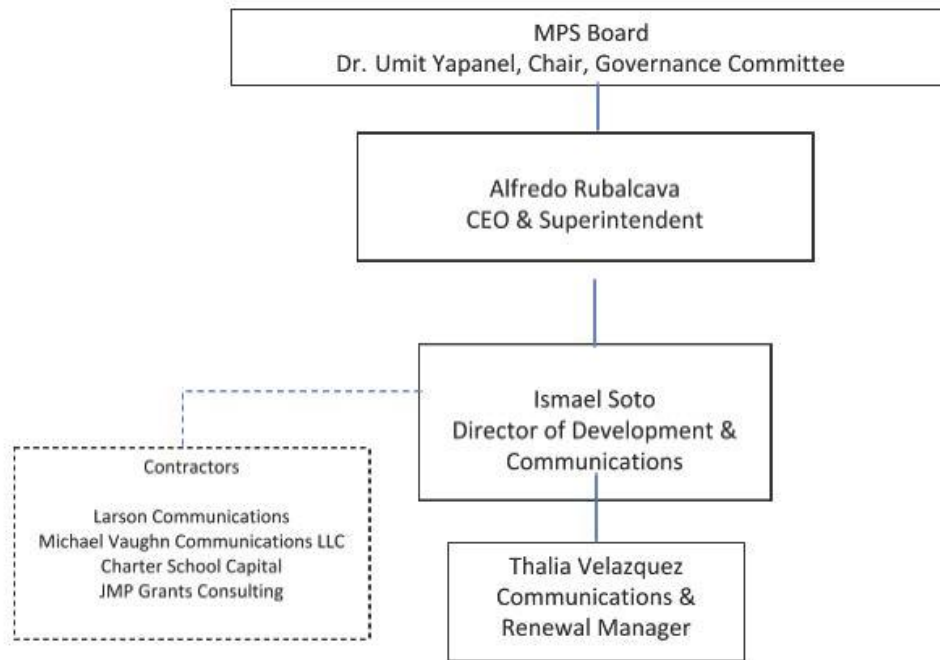 MPS Board
Dr. Umit Yapanel, Chair, Governance Committee
Alfredo Rubalcava
CEO & Superintendent
Ismael Soto
Director of Development &
Communications
Contractors
Larson Communications
Michael Vaughn Communications LLC
Charter School Capital
JMP Grants Consulting
Thalia Velazquez
Communications &
Renewal Manager